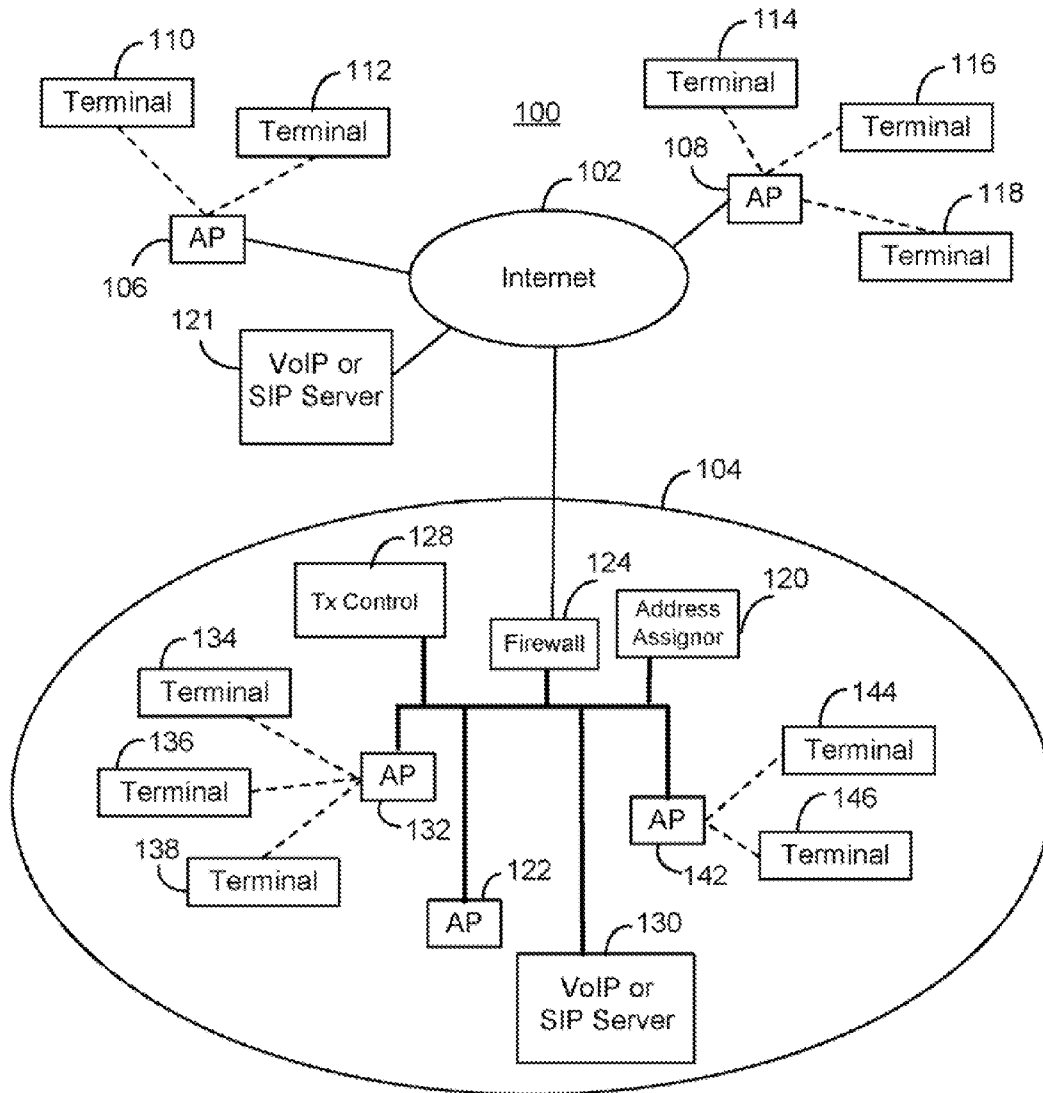 110
Terminal
112
Terminal
100
114
Terminal
116
Terminal
108
AP
118
Terminal
102
Internet
AP
106
121
VoIP or
SIP Server
104
128
Tx Control
124
Firewall
120
Address
Assignor
134
Terminal
136
Terminal
138
Terminal
AP
132
122
AP
130
VoIP or
SIP Server
AP
142
144
Terminal
146
Terminal